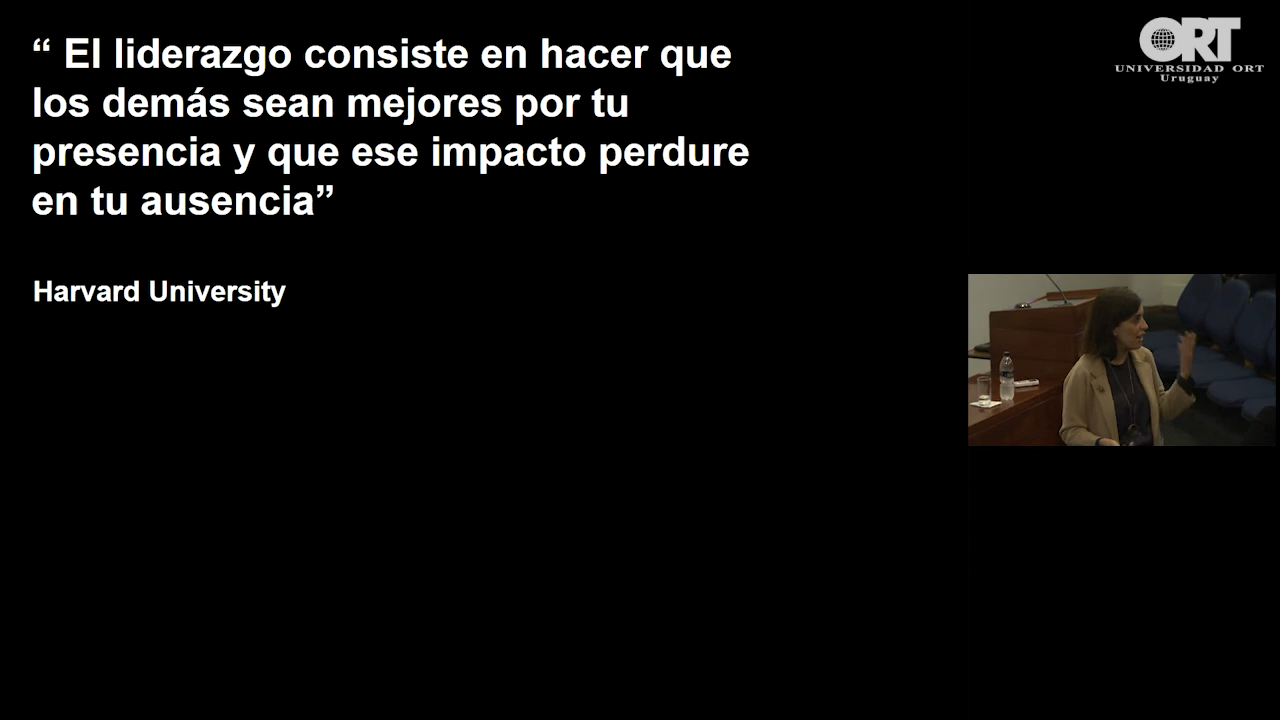 “ El liderazgo consiste en hacer que
los demás sean mejores por tu
presencia y que ese impacto perdure
en tu ausencia”
Harvard University
ORT
UNIVERSIDAD ORT
Uruguay